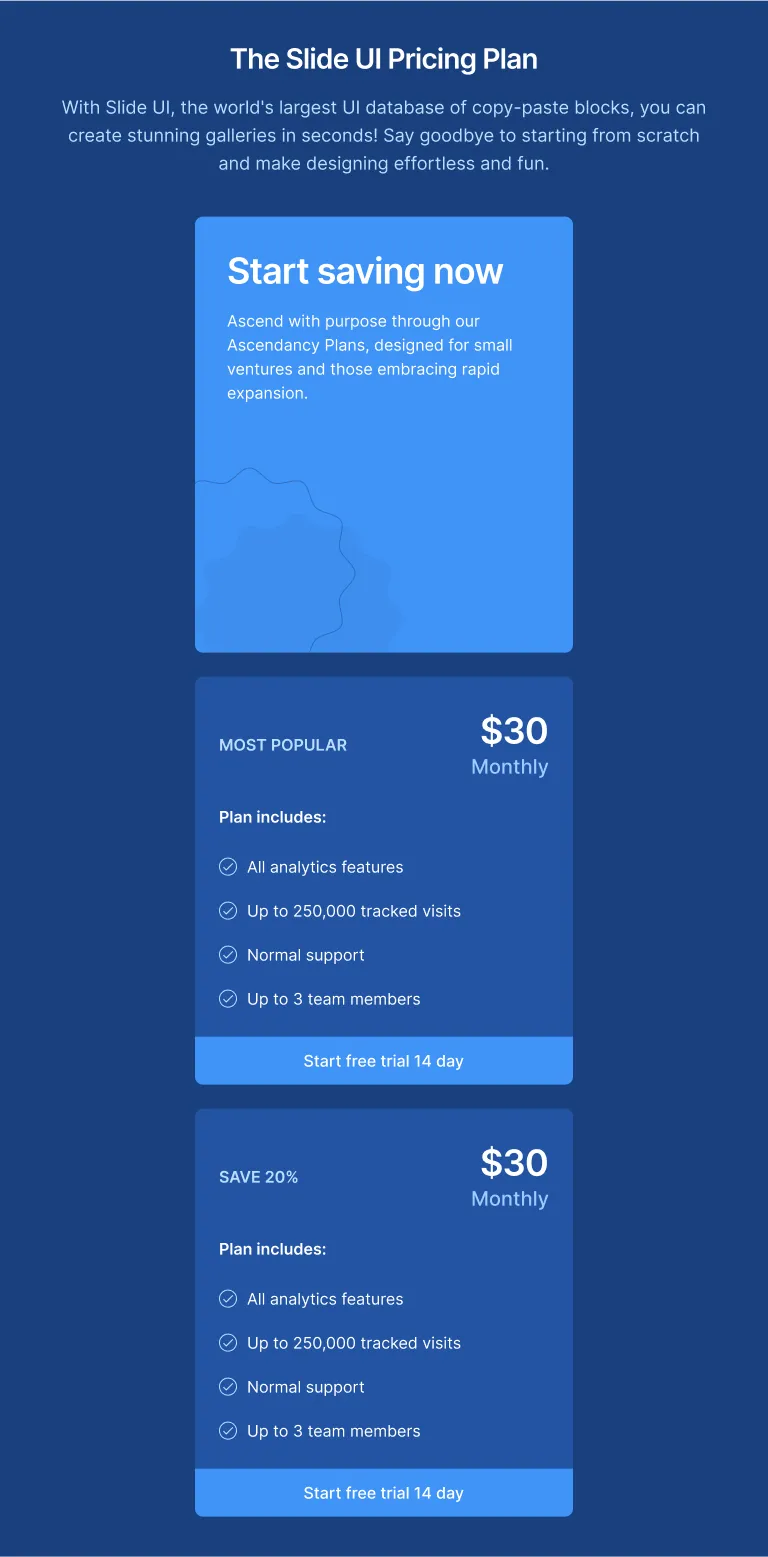 The Slide UI Pricing Plan
With Slide UI, the world's largest UI database of copy-paste blocks, you can
create stunning galleries in seconds! Say goodbye to starting from scratch
and make designing effortless and fun.
Start saving now
Ascend with purpose through our
Ascendancy Plans, designed for small
ventures and those embracing rapid
expansion.
MOST POPULAR
$30
Monthly
Plan includes:
All analytics features
Up to 250,000 tracked visits
Normal support
Up to 3 team members
Start free trial 14 day
SAVE 20%
$30
Monthly
Plan includes:
All analytics features
Up to 250,000 tracked visits
Normal support
Up to 3 team members
Start free trial 14 day